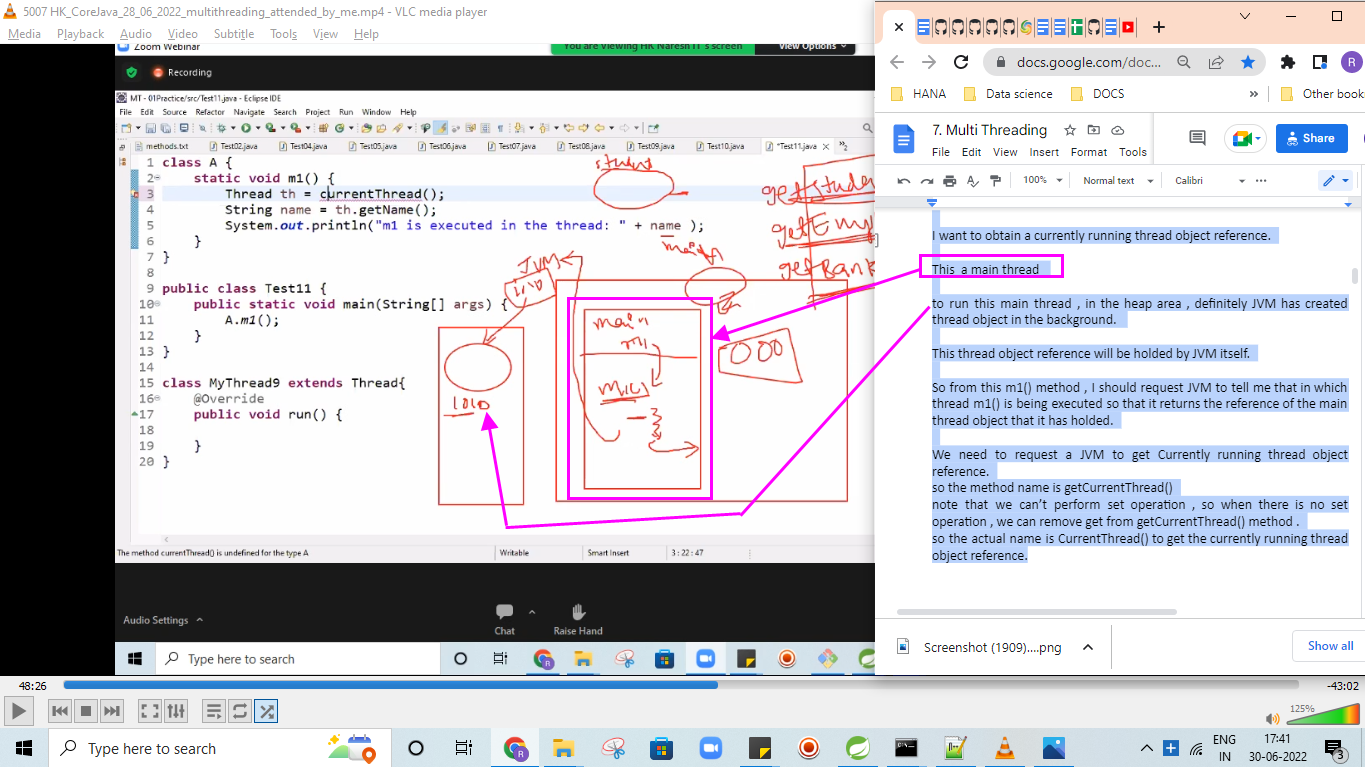 5007 HK_CoreJava_28_06_2022_multithreading_attended_by_me.mp4 - VLC media player
Media Playback Audio Video Subtitle Tools View Help
Zoom Webinar
You are viewing HK Naresh IT's screen
View Options
Recording
MT - 01Practice/src/Test11.java - Eclipse IDE
File Edit Source Refactor Navigate Search Project Run Window Help
methods.txt Test02.java Test04.java Test05.java Test06.java Test07.java Test08.java Test09.java Test10.java *Test11.java
1 class A {
2 static void m1() {
3 Thread th = currentThread();
4 String name = th.getName();
5 System.out.println("m1 is executed in the thread: " + name );
6 }
7 }
8
9 public class Test11 {
10 public static void main(String[] args) {
11 A.m1();
12 }
13 }
14
15 class MyThread9 extends Thread{
16 @Override
17 public void run() {
18
19 }
20 }
student
getStude
getEmp
getBank
main
JVM
1010
main
m1
m1()
1010
The method currentThread() is undefined for the type A
Writable
Smart Insert
3 : 22 : 47
Audio Settings
Chat
Raise Hand
Type here to search
docs.google.com/doc...
R
HANA
Data science
DOCS
»
Other book
7. Multi Threading
Share
File Edit View Insert Format Tools
100%
Normal text
Calibri
I want to obtain a currently running thread object reference.
This a main thread
to run this main thread , in the heap area , definitely JVM has created
thread object in the background.
This thread object reference will be holded by JVM itself.
So from this m1() method , I should request JVM to tell me that in which
thread m1() is being executed so that it returns the reference of the main
thread object that it has holded.
We need to request a JVM to get Currently running thread object
reference.
so the method name is getCurrentThread()
note that we can't perform set operation , so when there is no set
operation , we can remove get from getCurrentThread() method .
so the actual name is CurrentThread() to get the currently running thread
object reference.
Screenshot (1909)....png
Show all
48:26
-43:02
125%
Type here to search
ENG
IN
17:41
30-06-2022
3